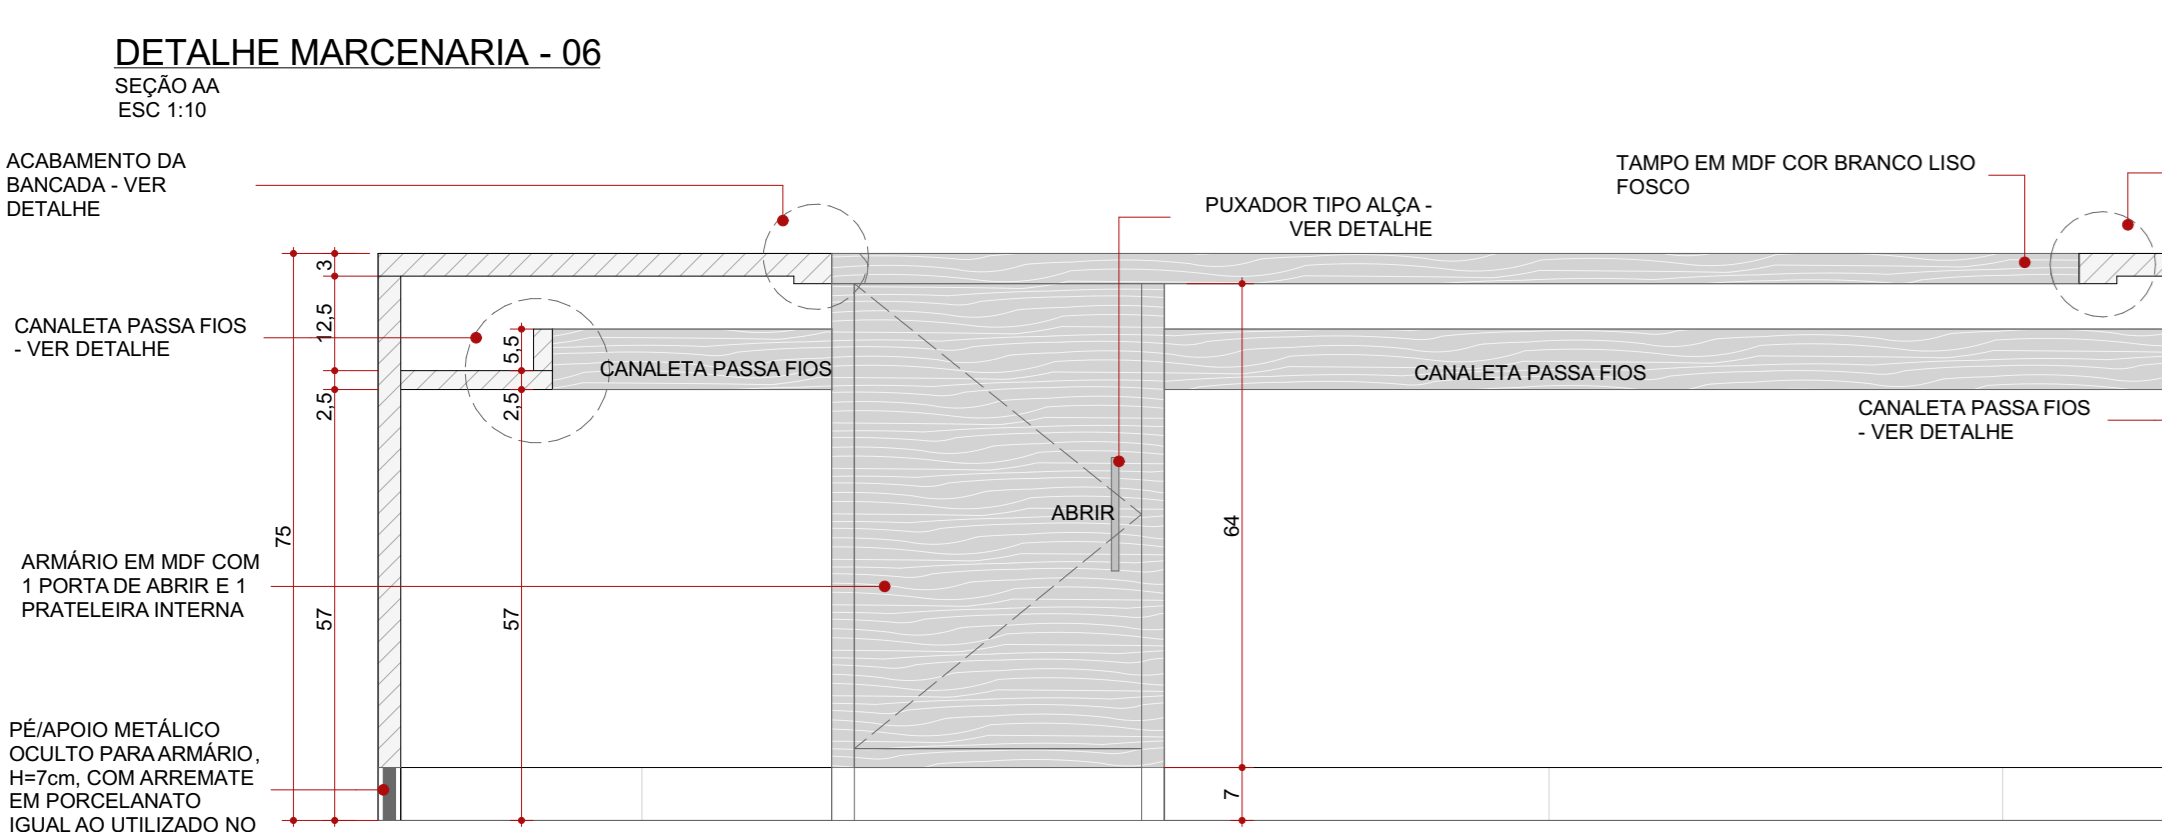 DETALHE MARCENARIA - 06
SEÇÃO AA
ESC 1:10
ACABAMENTO DA
BANCADA - VER
DETALHE
TAMPO EM MDF COR BRANCO LISO
FOSCO
PUXADOR TIPO ALÇA -
VER DETALHE
3
12,5
2,5
57
75
5,5
2,5
57
CANALETA PASSA FIOS
- VER DETALHE
CANALETA PASSA FIOS
CANALETA PASSA FIOS
CANALETA PASSA FIOS
- VER DETALHE
ABRIR
64
7
ARMÁRIO EM MDF COM
1 PORTA DE ABRIR E 1
PRATELEIRA INTERNA
PÉ/APOIO METÁLICO
OCULTO PARA ARMÁRIO,
H=7cm, COM ARREMATE
EM PORCELANATO
IGUAL AO UTILIZADO NO